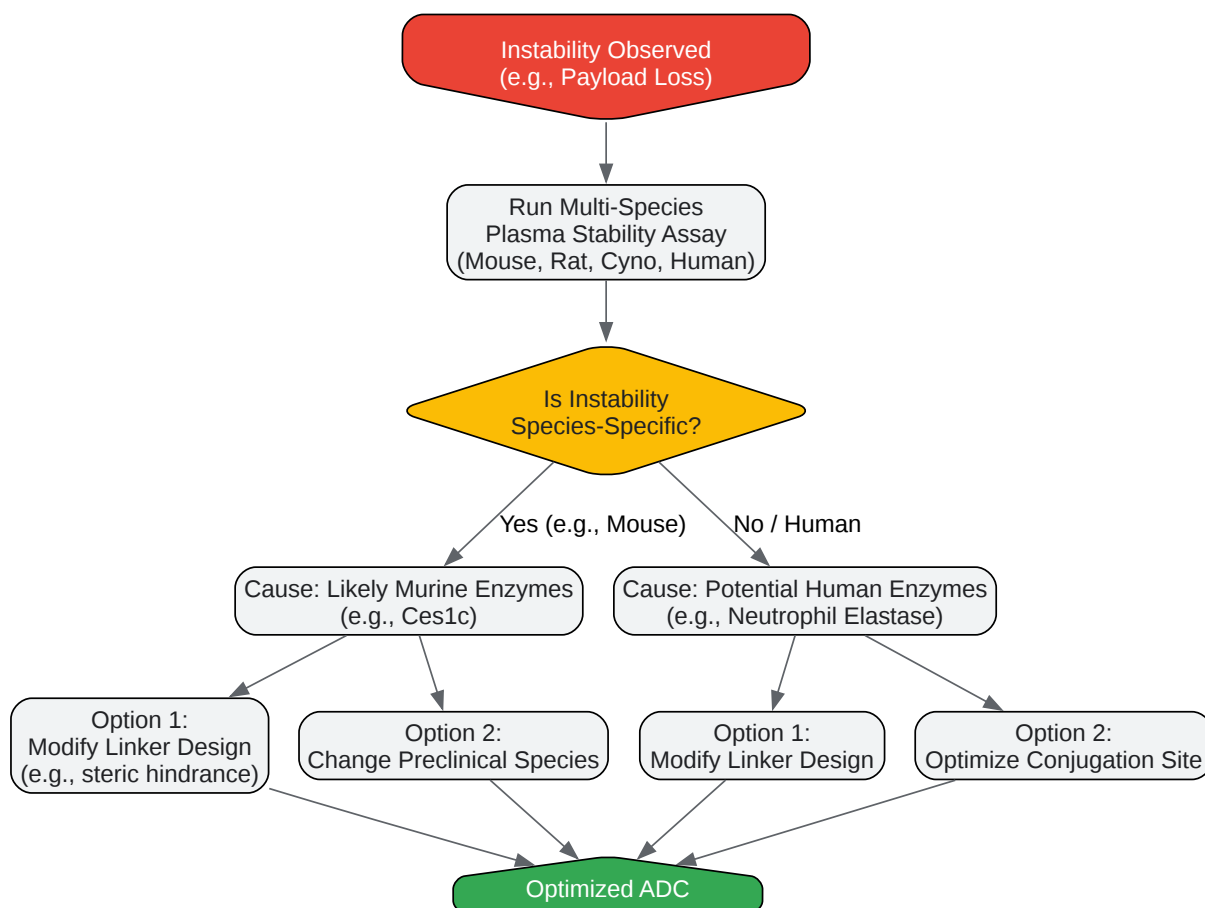 Instability Observed
(e.g., Payload Loss)
Run Multi-Species
Plasma Stability Assay
(Mouse, Rat, Cyno, Human)
Is Instability
Species-Specific?
Yes (e.g., Mouse)
No / Human
Cause: Likely Murine Enzymes
(e.g., Ces1c)
Cause: Potential Human Enzymes
(e.g., Neutrophil Elastase)
Option 1:
Modify Linker Design
(e.g., steric hindrance)
Option 2:
Change Preclinical Species
Option 1:
Modify Linker Design
Option 2:
Optimize Conjugation Site
Optimized ADC